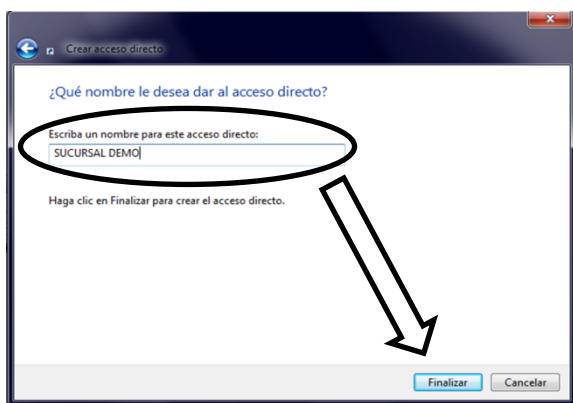 Crear acceso directo
¿Qué nombre le desea dar al acceso directo?
Escriba un nombre para este acceso directo:
SUCURSAL DEMO
Haga clic en Finalizar para crear el acceso directo.
Finalizar Cancelar